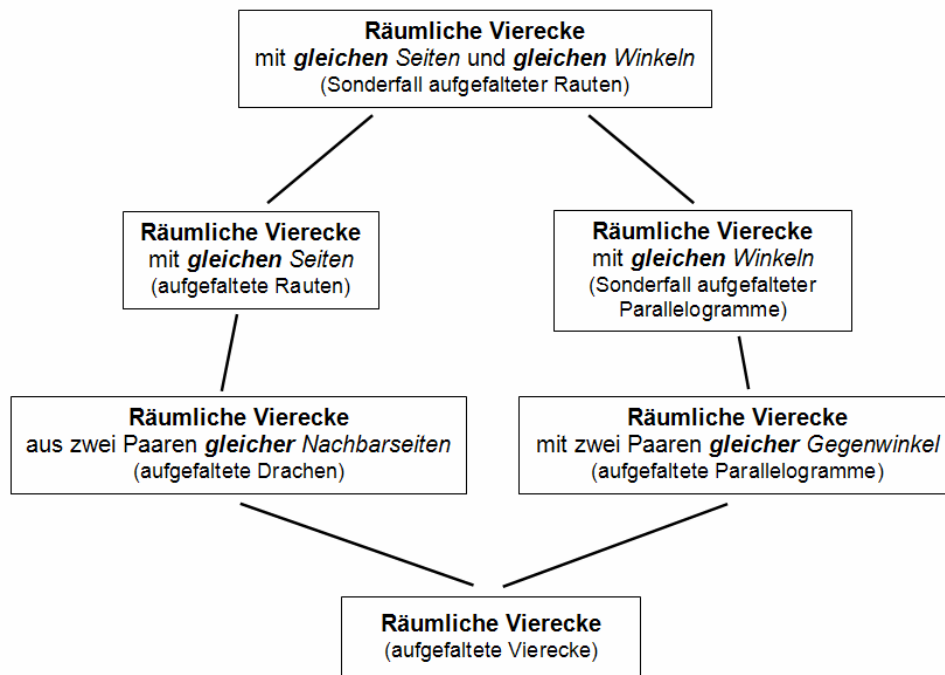 Räumliche Vierecke
mit gleichen Seiten und gleichen Winkeln
(Sonderfall aufgefalteter Rauten)
Räumliche Vierecke
mit gleichen Seiten
(aufgefaltete Rauten)
Räumliche Vierecke
mit gleichen Winkeln
(Sonderfall aufgefalteter
Parallelogramme)
Räumliche Vierecke
aus zwei Paaren gleicher Nachbarseiten
(aufgefaltete Drachen)
Räumliche Vierecke
mit zwei Paaren gleicher Gegenwinkel
(aufgefaltete Parallelogramme)
Räumliche Vierecke
(aufgefaltete Vierecke)